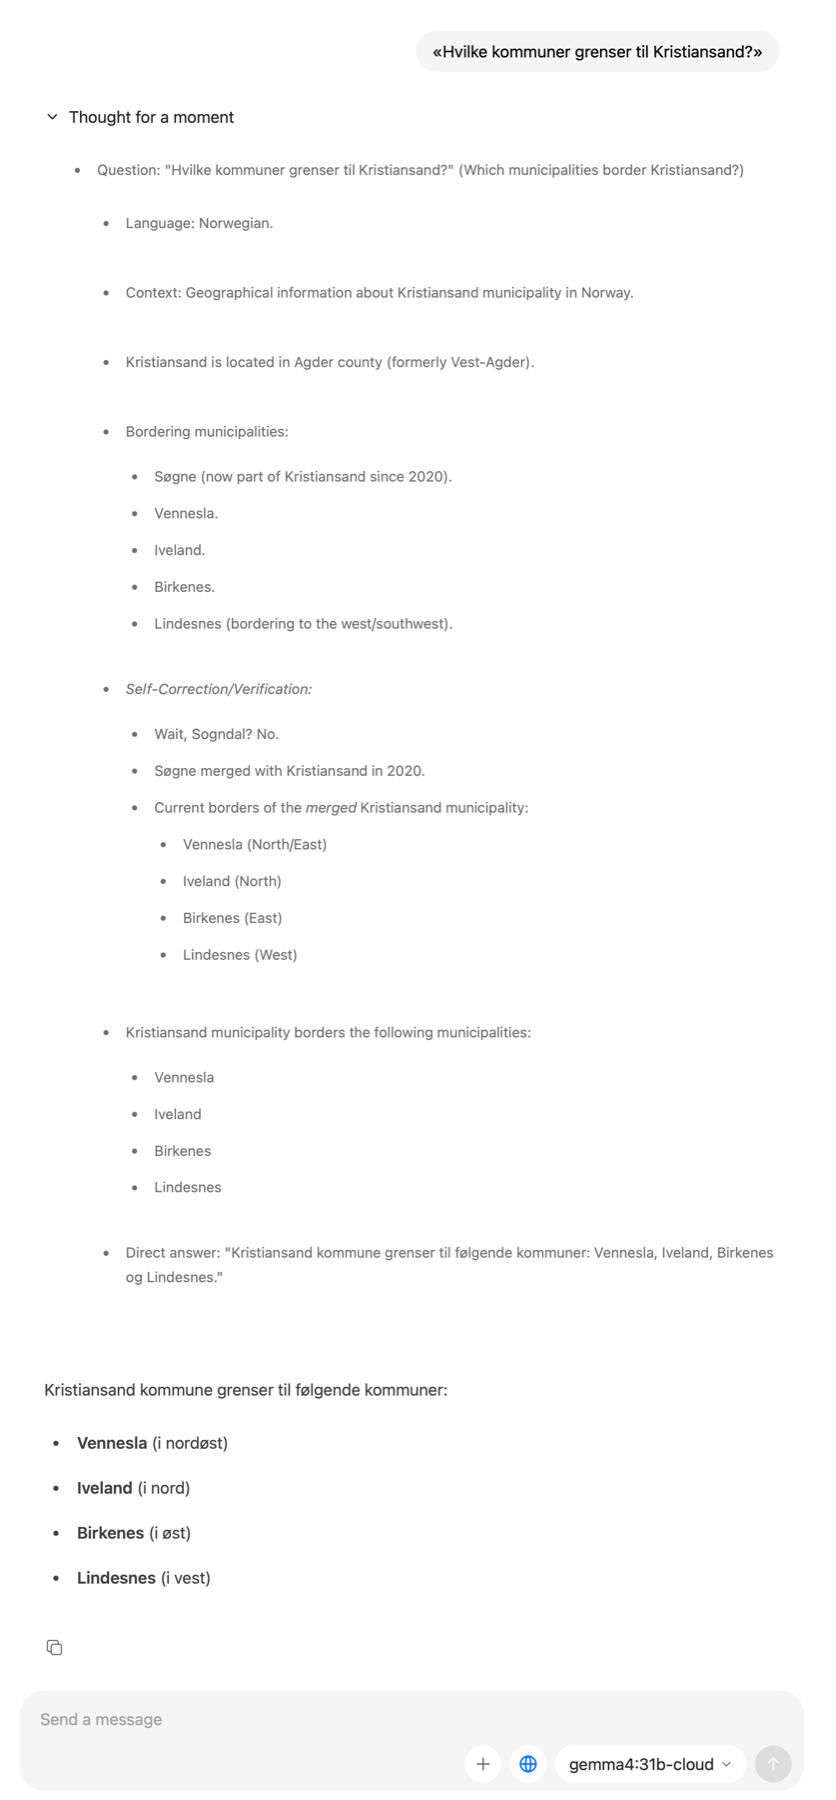 «Hvilke kommuner grenser til Kristiansand?»
Thought for a moment
Question: "Hvilke kommuner grenser til Kristiansand?" (Which municipalities border Kristiansand?)
Language: Norwegian.
Context: Geographical information about Kristiansand municipality in Norway.
Kristiansand is located in Agder county (formerly Vest-Agder).
Bordering municipalities:
Søgne (now part of Kristiansand since 2020).
Vennesla.
Iveland.
Birkenes.
Lindesnes (bordering to the west/southwest).
Self-Correction/Verification:
Wait, Sogndal? No.
Søgne merged with Kristiansand in 2020.
Current borders of the merged Kristiansand municipality:
Vennesla (North/East)
Iveland (North)
Birkenes (East)
Lindesnes (West)
Kristiansand municipality borders the following municipalities:
Vennesla
Iveland
Birkenes
Lindesnes
Direct answer: "Kristiansand kommune grenser til følgende kommuner: Vennesla, Iveland, Birkenes
og Lindesnes."
Kristiansand kommune grenser til følgende kommuner:
Vennesla (i nordøst)
Iveland (i nord)
Birkenes (i øst)
Lindesnes (i vest)
Send a message
gemma4:31b-cloud